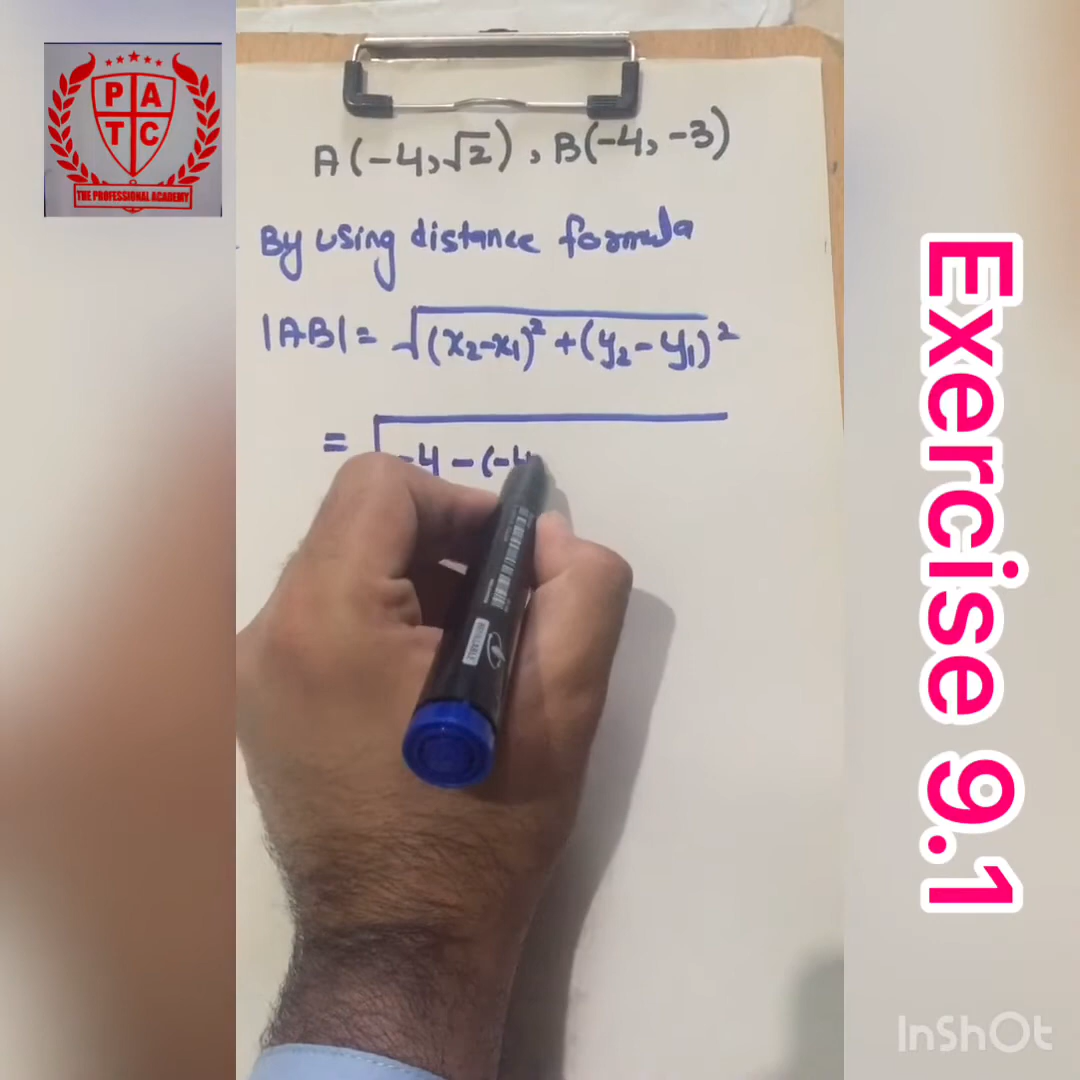 P A
T C
THE PROFESSIONAL ACADEMY
A(-4,√2), B(-4, -3)
By using distance formula
|AB| = √(x₂-x₁)² + (y₂-y₁)²
= √-4 - (-4
Exercise 9.1
REFILLABLE
InShOt